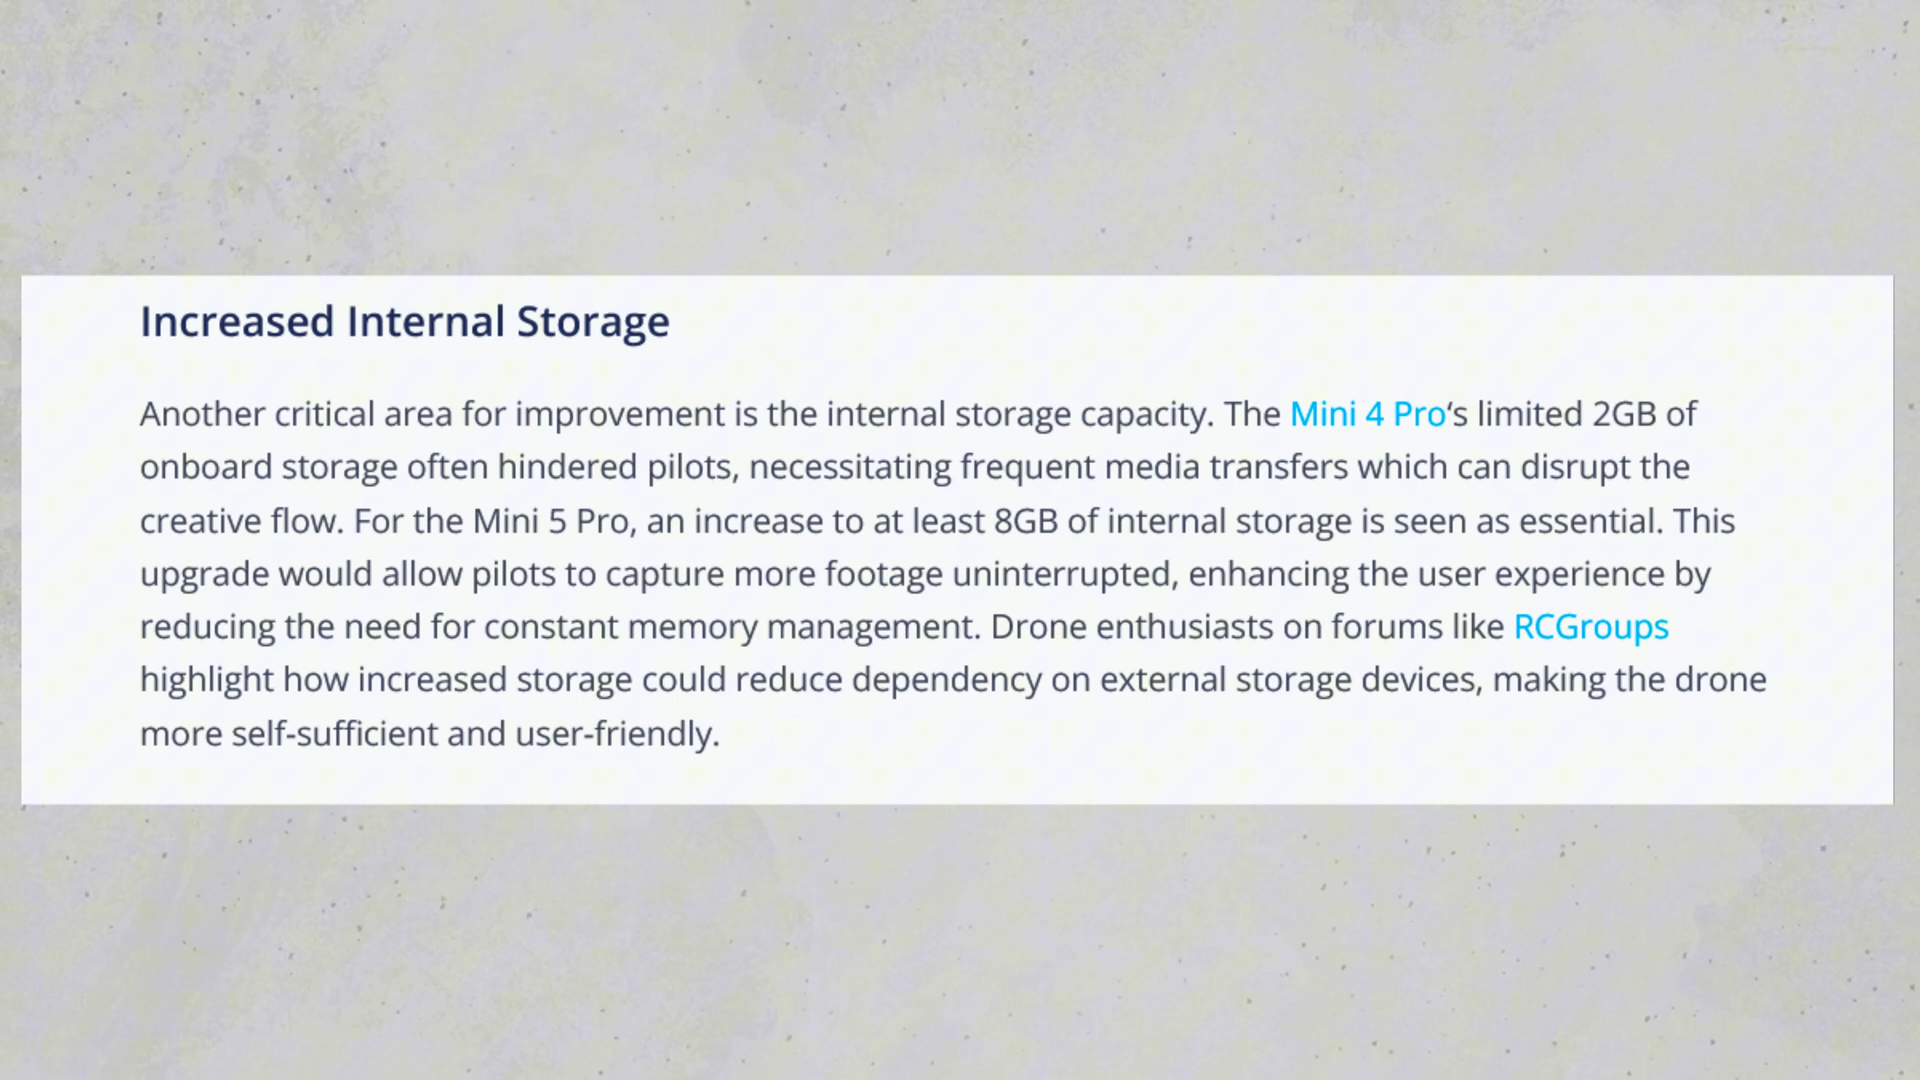 Increased Internal Storage
Another critical area for improvement is the internal storage capacity. The Mini 4 Pro‘s limited 2GB of
onboard storage often hindered pilots, necessitating frequent media transfers which can disrupt the
creative flow. For the Mini 5 Pro, an increase to at least 8GB of internal storage is seen as essential. This
upgrade would allow pilots to capture more footage uninterrupted, enhancing the user experience by
reducing the need for constant memory management. Drone enthusiasts on forums like RCGroups
highlight how increased storage could reduce dependency on external storage devices, making the drone
more self-sufficient and user-friendly.